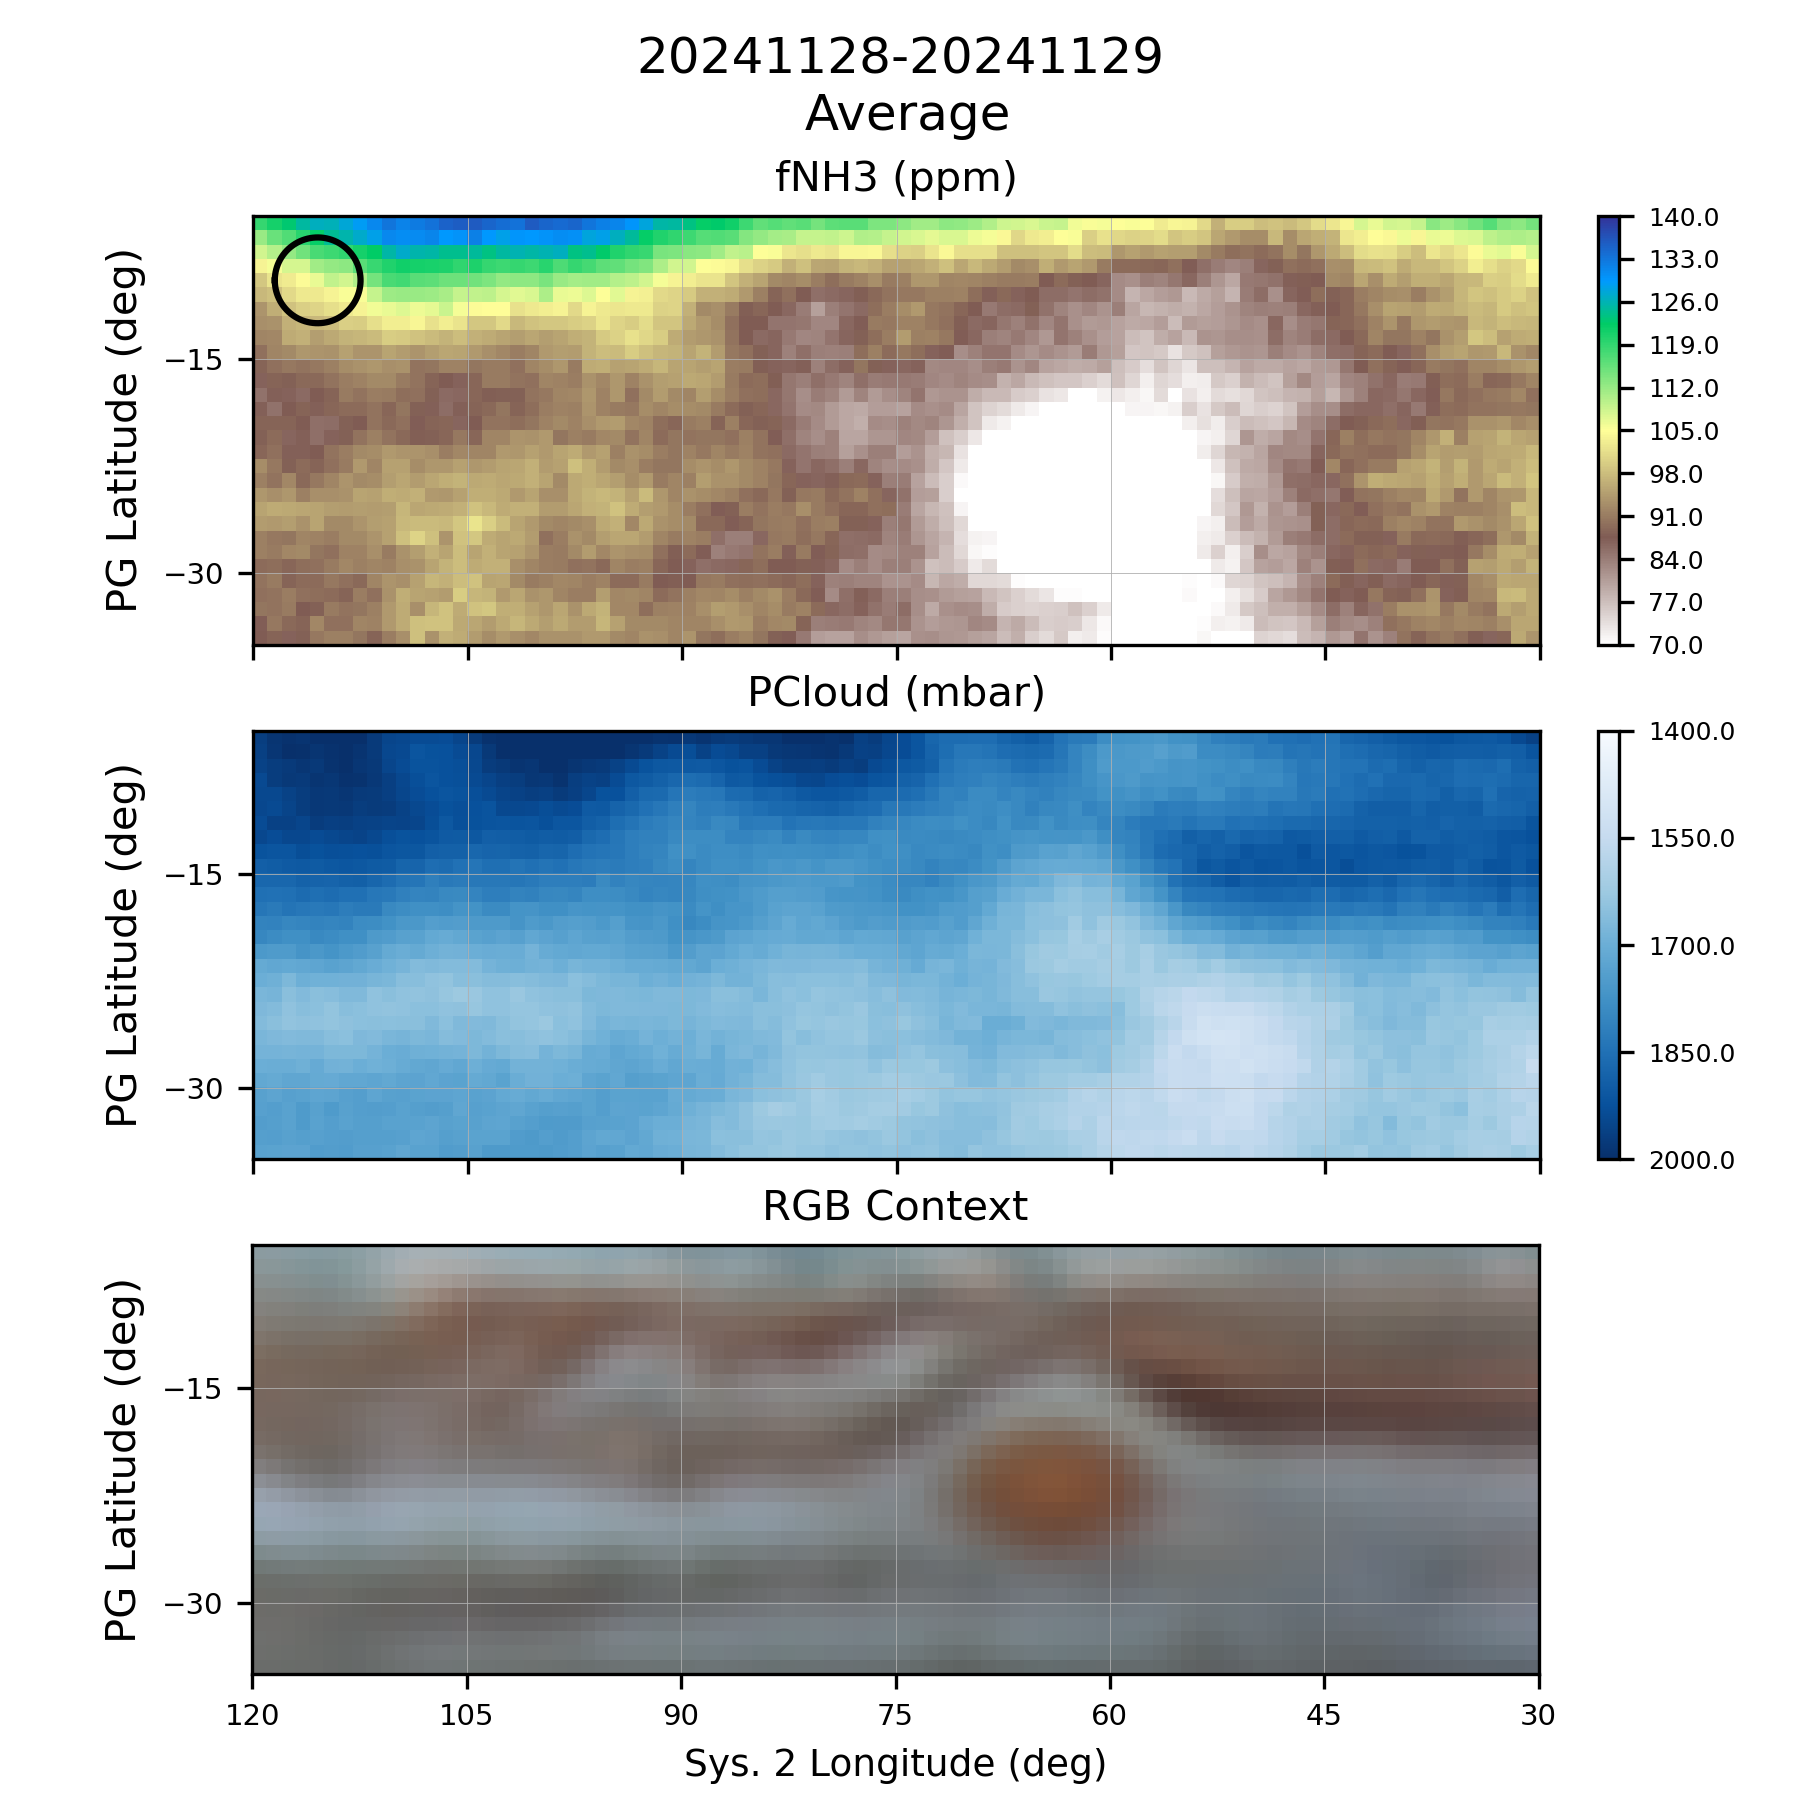 20241128-20241129
Average
fNH3 (ppm)
PG Latitude (deg)
−15
−30
140.0
133.0
126.0
119.0
112.0
105.0
98.0
91.0
84.0
77.0
70.0
PCloud (mbar)
PG Latitude (deg)
−15
−30
1400.0
1550.0
1700.0
1850.0
2000.0
RGB Context
PG Latitude (deg)
−15
−30
120 105 90 75 60 45 30
Sys. 2 Longitude (deg)